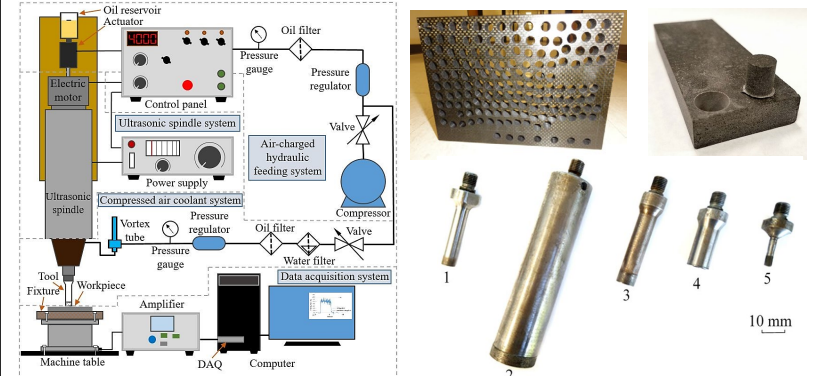 Oil reservoir
Actuator
4000
Oil filter
Pressure
gauge
Pressure
regulator
Electric
motor
Control panel
Ultrasonic spindle system
Valve
Air-charged
hydraulic
feeding system
Power supply
Ultrasonic
spindle
Compressed air coolant system
Compressor
Vortex
tube
Pressure
regulator
Oil filter
Valve
Pressure
gauge
Water filter
Tool
Workpiece
Fixture
Data acquisition system
Amplifier
Machine table
DAQ
Computer
1
2
3
4
5
10 mm